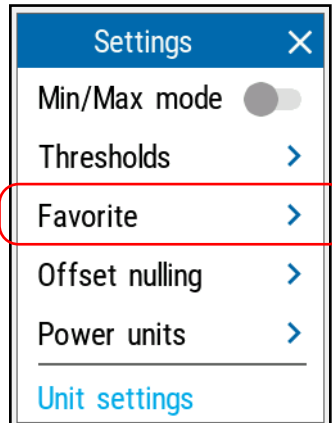 Settings
Min/Max mode
Thresholds
Favorite
Offset nulling
Power units
Unit settings